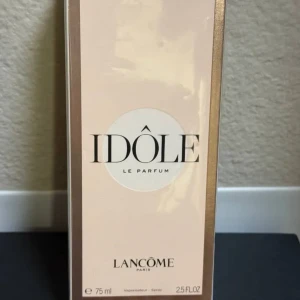 IDÔLE
LE PARFUM
LANCÔME
PARIS
℮ 75 ml 2.5 FL.OZ